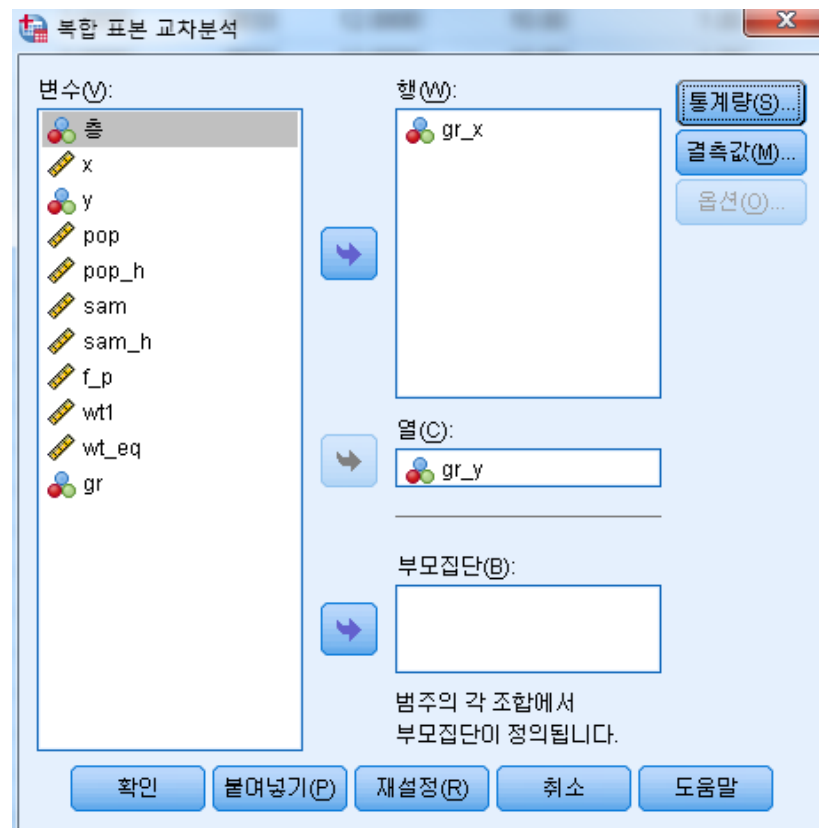 복합 표본 교차분석
변수(V):
층
x
y
pop
pop_h
sam
sam_h
f_p
wt1
wt_eq
gr
행(W):
gr_x
열(C):
gr_y
부모집단(B):
범주의 각 조합에서
부모집단이 정의됩니다.
통계량(S)...
결측값(M)...
옵션(O)...
확인
붙여넣기(P)
재설정(R)
취소
도움말